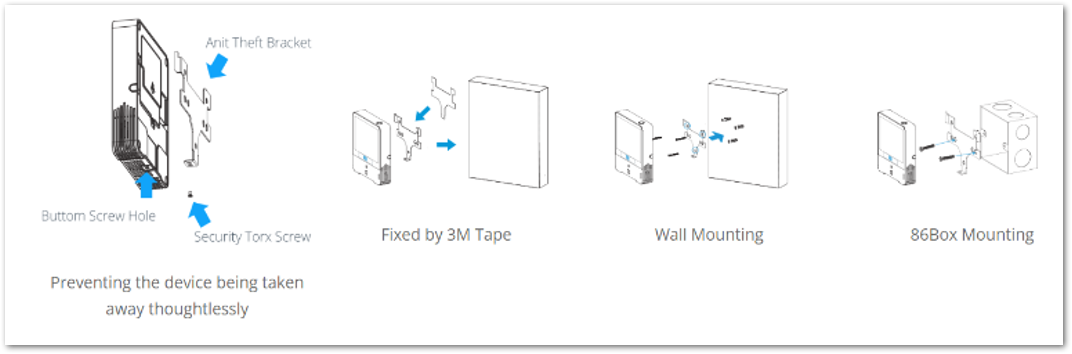 Anit Theft Bracket
Buttom Screw Hole
Security Torx Screw
Preventing the device being taken
away thoughtlessly
Fixed by 3M Tape
Wall Mounting
86Box Mounting